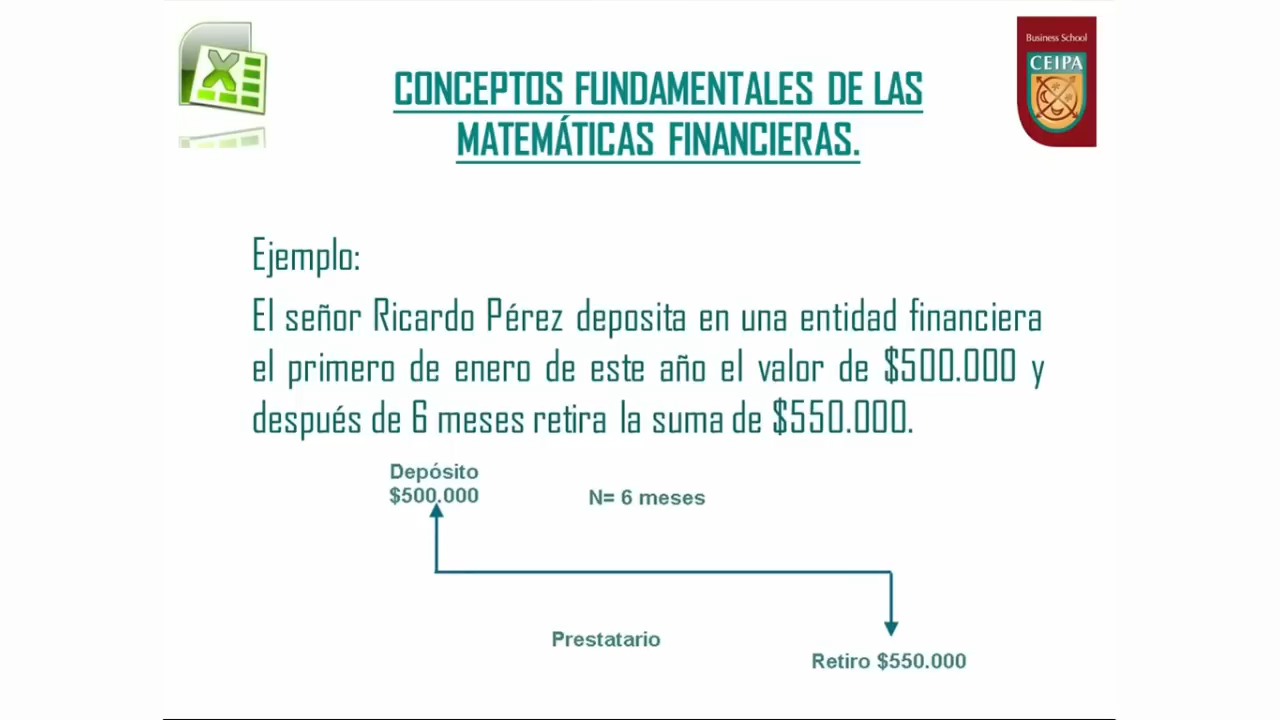 Business School
CEIPA
CONCEPTOS FUNDAMENTALES DE LAS
MATEMÁTICAS FINANCIERAS.
Ejemplo:
El señor Ricardo Pérez deposita en una entidad financiera
el primero de enero de este año el valor de $500.000 y
después de 6 meses retira la suma de $550.000.
Depósito
$500.000
N= 6 meses
Prestatario
Retiro $550.000